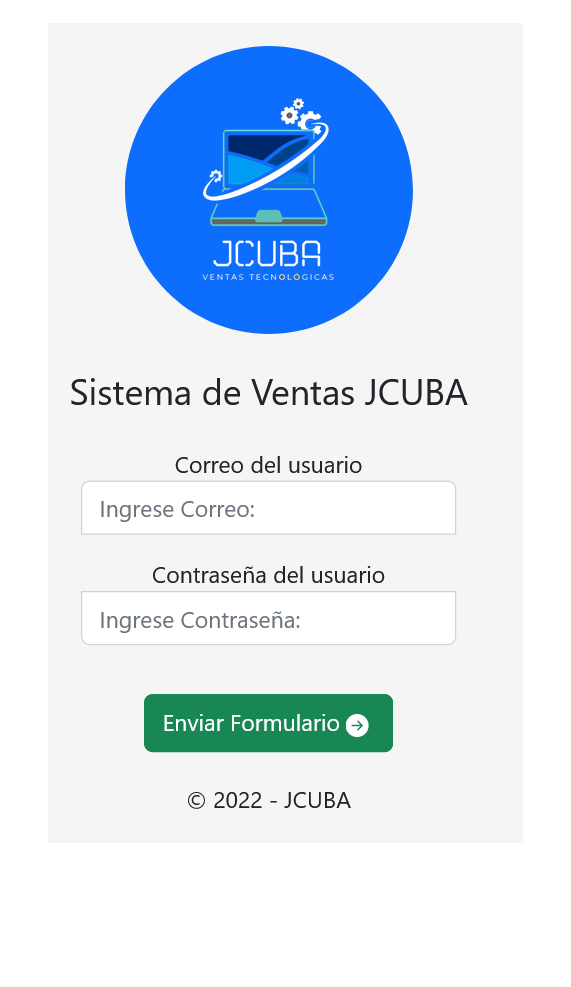 JCUBA
VENTAS TECNOLÓGICAS
Sistema de Ventas JCUBA
Correo del usuario
Ingrese Correo:
Contraseña del usuario
Ingrese Contraseña:
Enviar Formulario
© 2022 - JCUBA